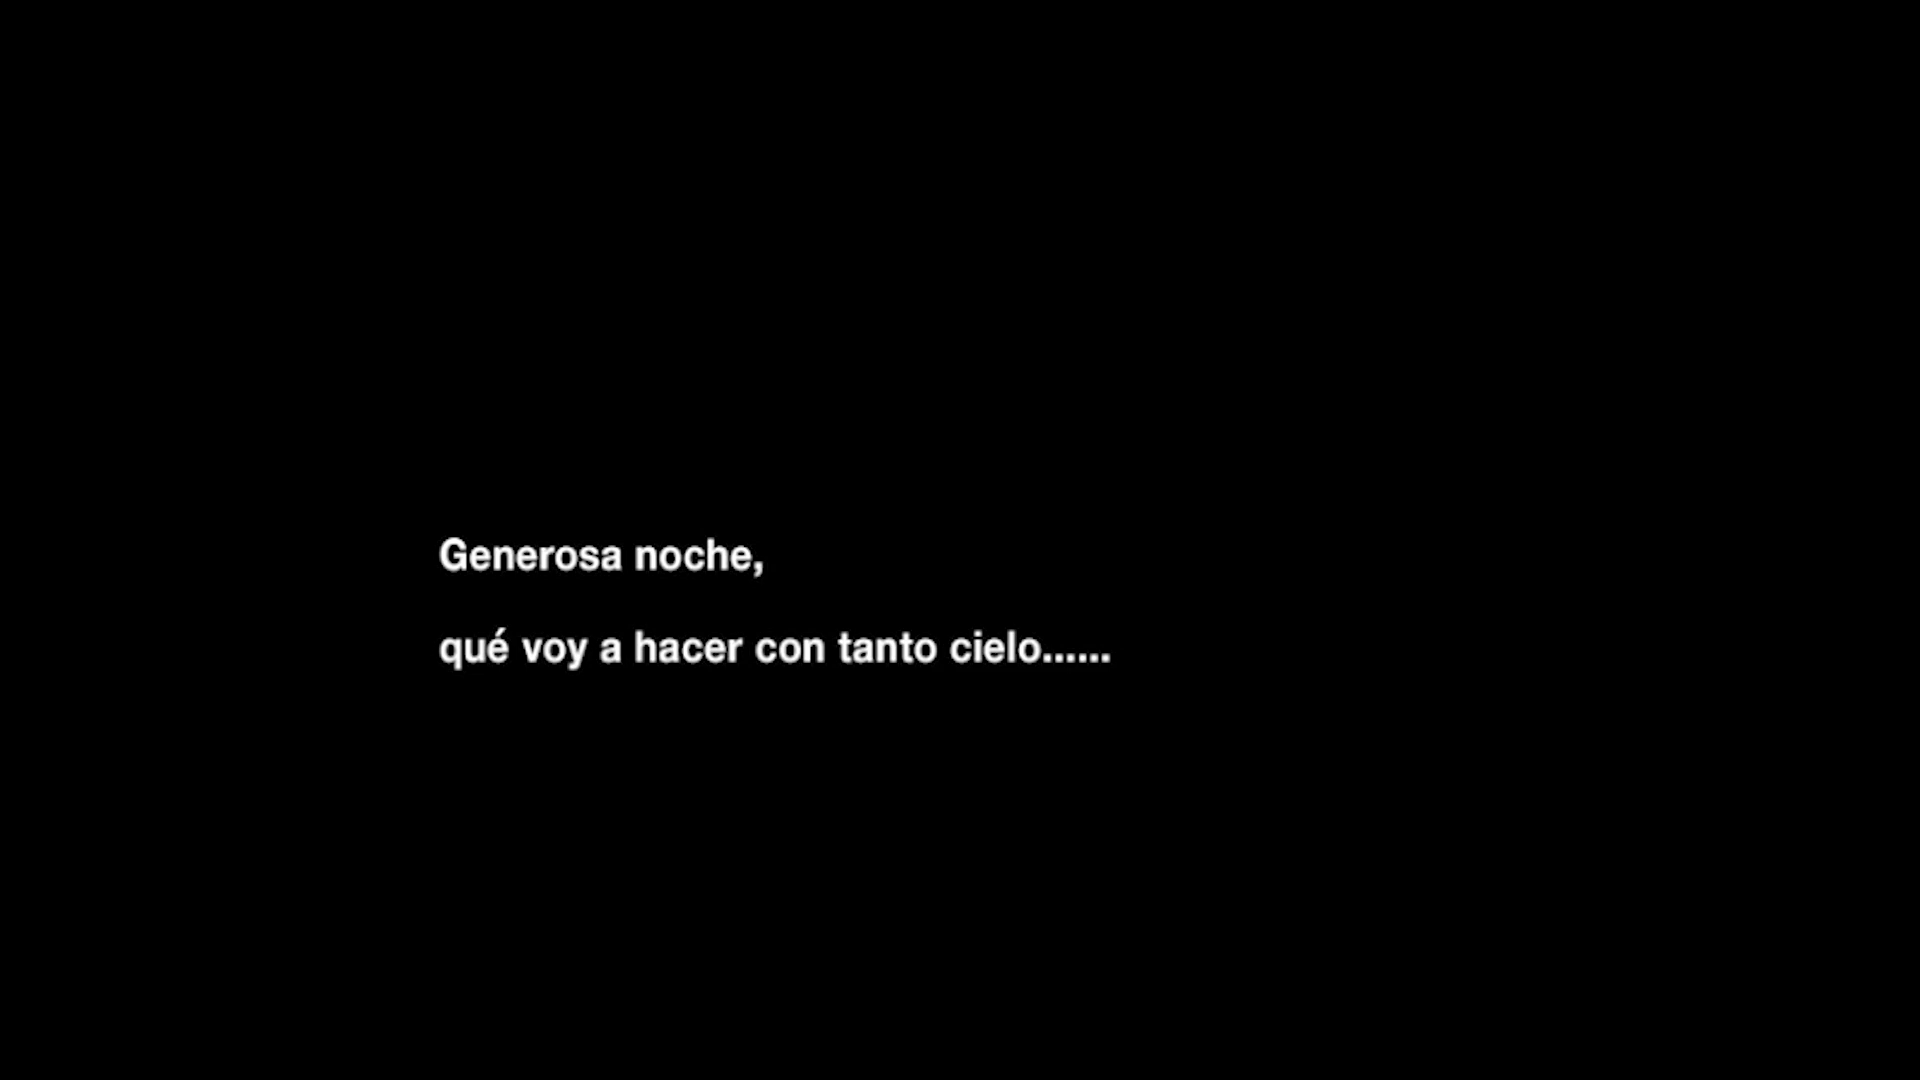 Generosa noche,
qué voy a hacer con tanto cielo......